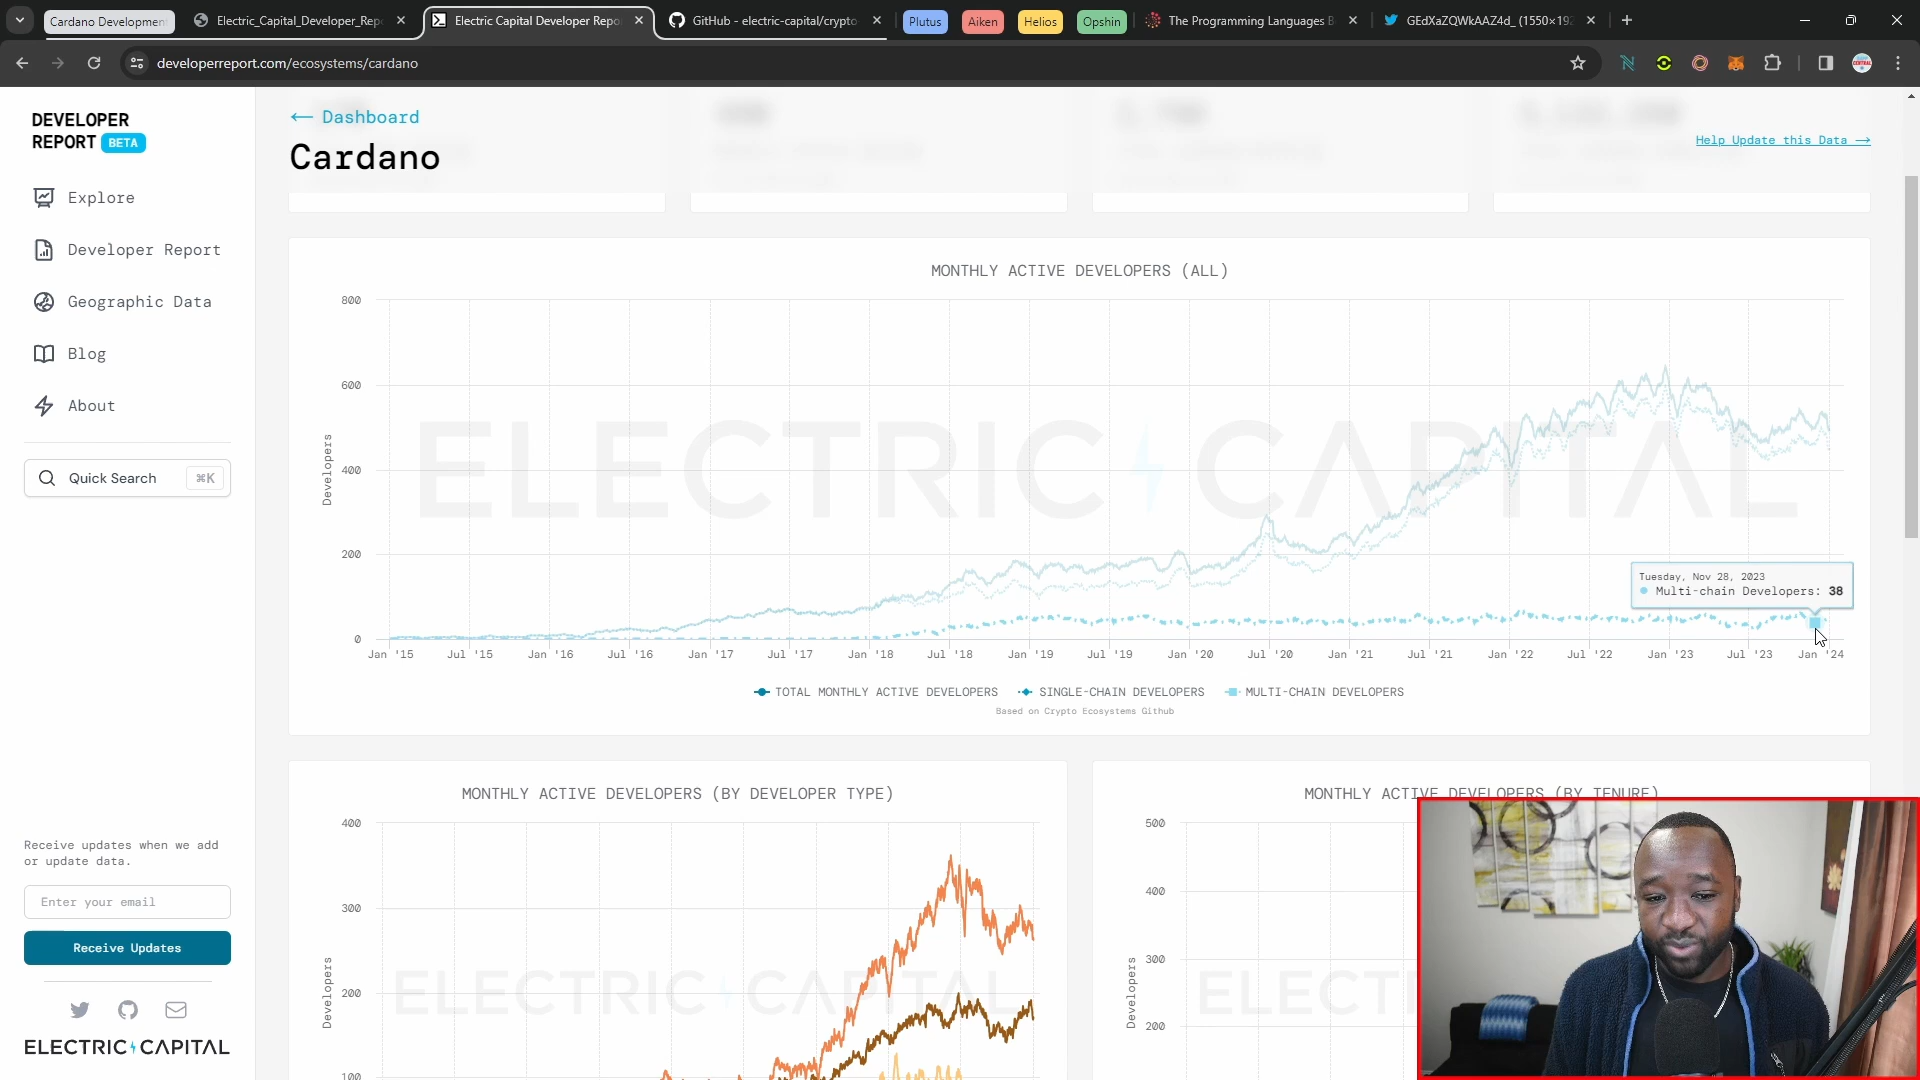 Cardano Developmen
Electric_Capital_Developer_Rep
Electric Capital Developer Repo
GitHub - electric-capital/crypto
Plutus
Aiken
Helios
Opshin
The Programming Languages B
GEdXaZQWkAAZ4d_ (1550×192
developerreport.com/ecosystems/cardano
DEVELOPER
REPORT BETA
Explore
Developer Report
Geographic Data
Blog
About
Quick Search ⌘K
Receive updates when we add
or update data.
Enter your email
Receive Updates
ELECTRIC CAPITAL
← Dashboard
Cardano
Help Update this Data →
MONTHLY ACTIVE DEVELOPERS (ALL)
800
600
400
200
0
Developers
ELECTRIC CAPITAL
Tuesday, Nov 28, 2023
Multi-chain Developers: 38
Jan '15 Jul '15 Jan '16 Jul '16 Jan '17 Jul '17 Jan '18 Jul '18 Jan '19 Jul '19 Jan '20 Jul '20 Jan '21 Jul '21 Jan '22 Jul '22 Jan '23 Jul '23 Jan '24
TOTAL MONTHLY ACTIVE DEVELOPERS SINGLE-CHAIN DEVELOPERS MULTI-CHAIN DEVELOPERS
Based on Crypto Ecosystems Github
MONTHLY ACTIVE DEVELOPERS (BY DEVELOPER TYPE)
400
300
200
100
Developers
ELECTRIC CAPITAL
MONTHLY ACTIVE DEVELOPERS (BY TENURE)
500
400
300
200
Developers
ELECTRIC